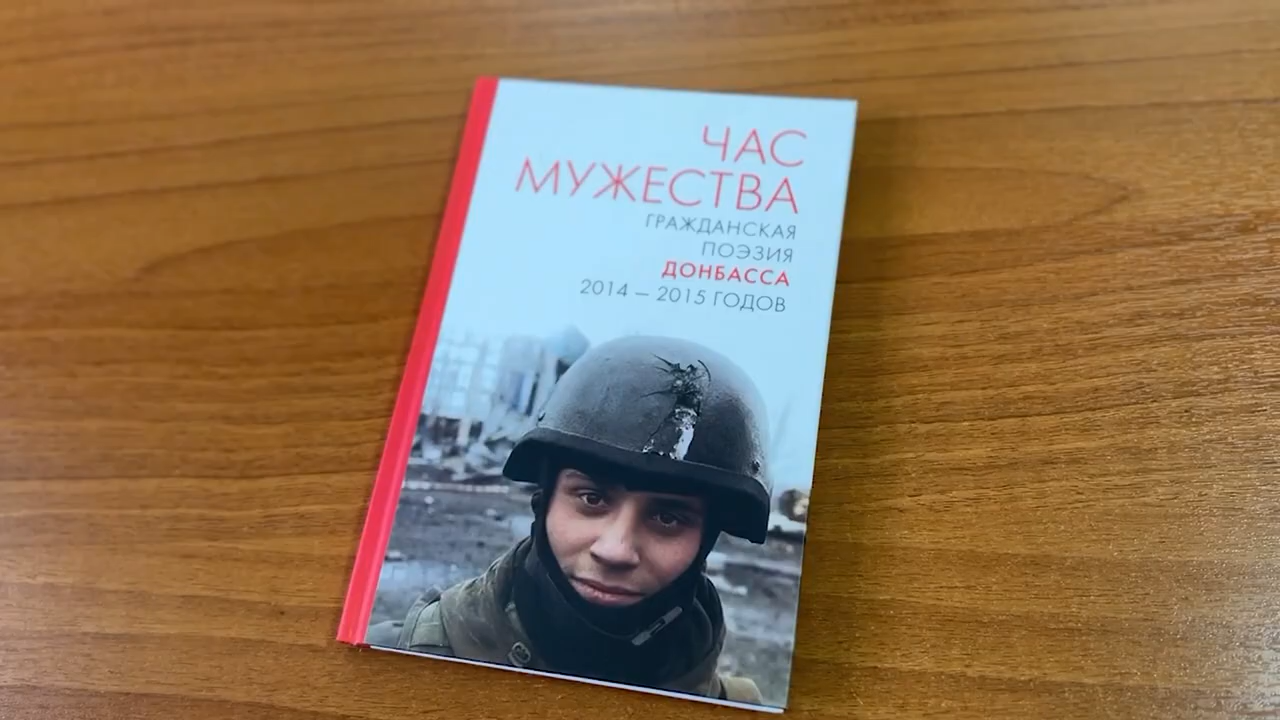 ЧАС
МУЖЕСТВА
ГРАЖДАНСКАЯ
ПОЭЗИЯ
ДОНБАССА
2014 – 2015 ГОДОВ